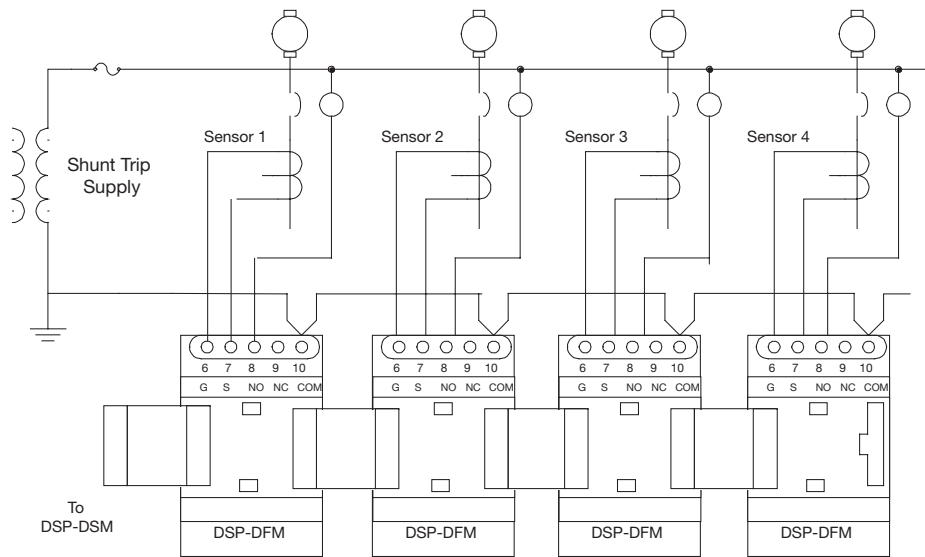 Sensor 1
Sensor 2
Sensor 3
Sensor 4
Shunt Trip
Supply
6 7 8 9 10
6 7 8 9 10
6 7 8 9 10
6 7 8 9 10
G S NO NC COM
G S NO NC COM
G S NO NC COM
G S NO NC COM
To
DSP-DSM
DSP-DFM
DSP-DFM
DSP-DFM
DSP-DFM